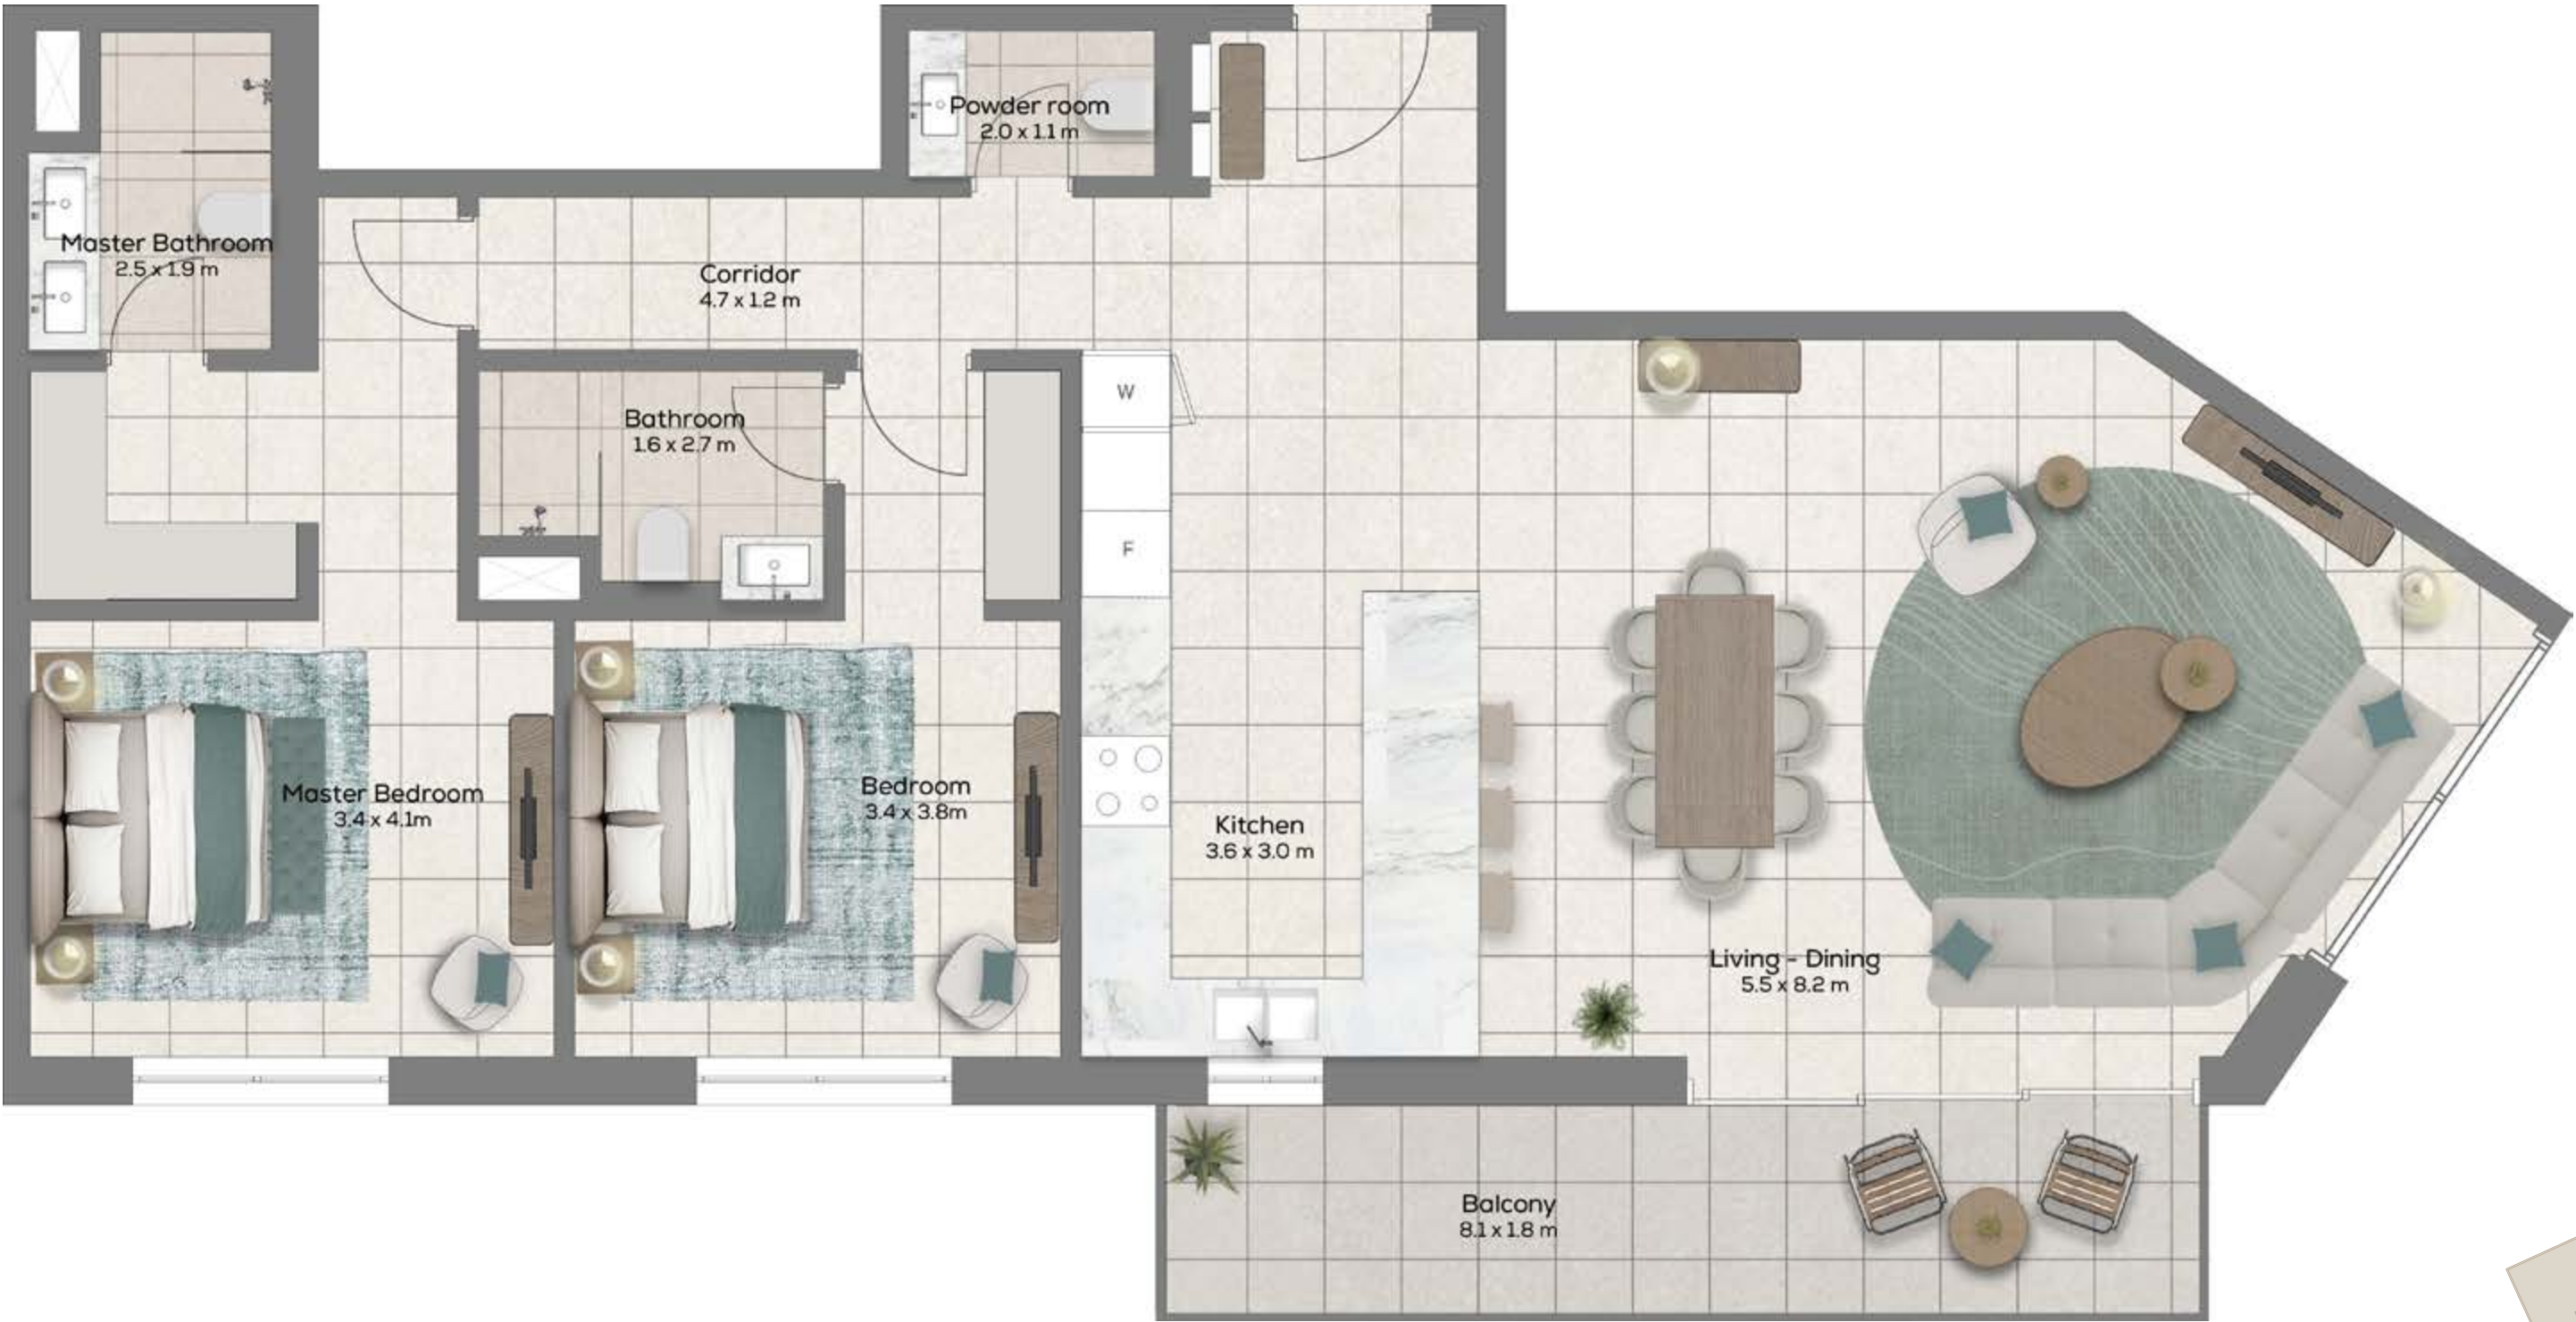 Powder room
2.0 x 1.1 m
Master Bathroom
2.5 x 1.9 m
Corridor
4.7 x 1.2 m
W
Bathroom
1.6 x 2.7 m
F
Master Bedroom
3.4 x 4.1m
Bedroom
3.4 x 3.8m
Kitchen
3.6 x 3.0 m
Living - Dining
5.5 x 8.2 m
Balcony
8.1 x 1.8 m